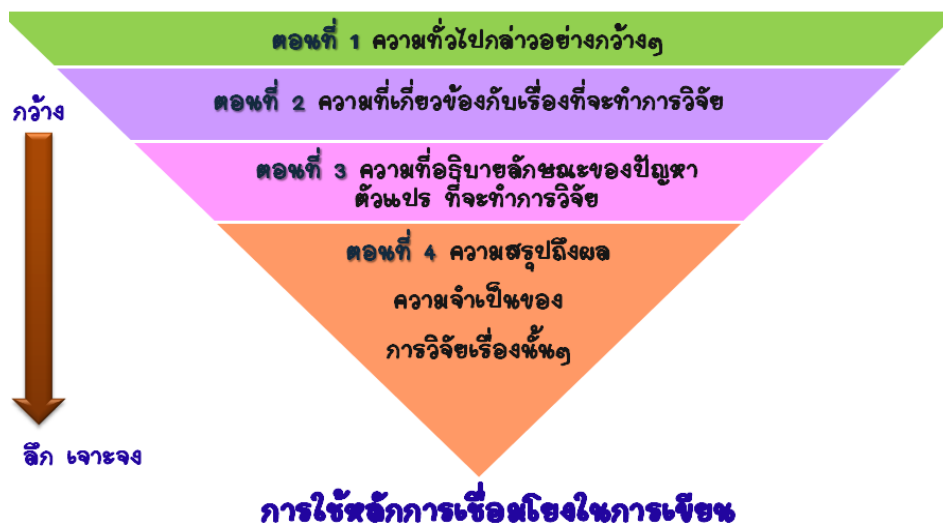 ตอนที่ 1 ความทั่วไปกล่าวอย่างกว้างๆ
กว้าง
ตอนที่ 2 ความที่เกี่ยวข้องกับเรื่องที่จะทำการวิจัย
ตอนที่ 3 ความที่อธิบายลักษณะของปัญหา
ตัวแปร ที่จะทำการวิจัย
ตอนที่ 4 ความสรุปถึงผล
ความจำเป็นของ
การวิจัยเรื่องนั้นๆ
ลึก เจาะจง
การใช้หลักการเชื่อมโยงในการเขียน